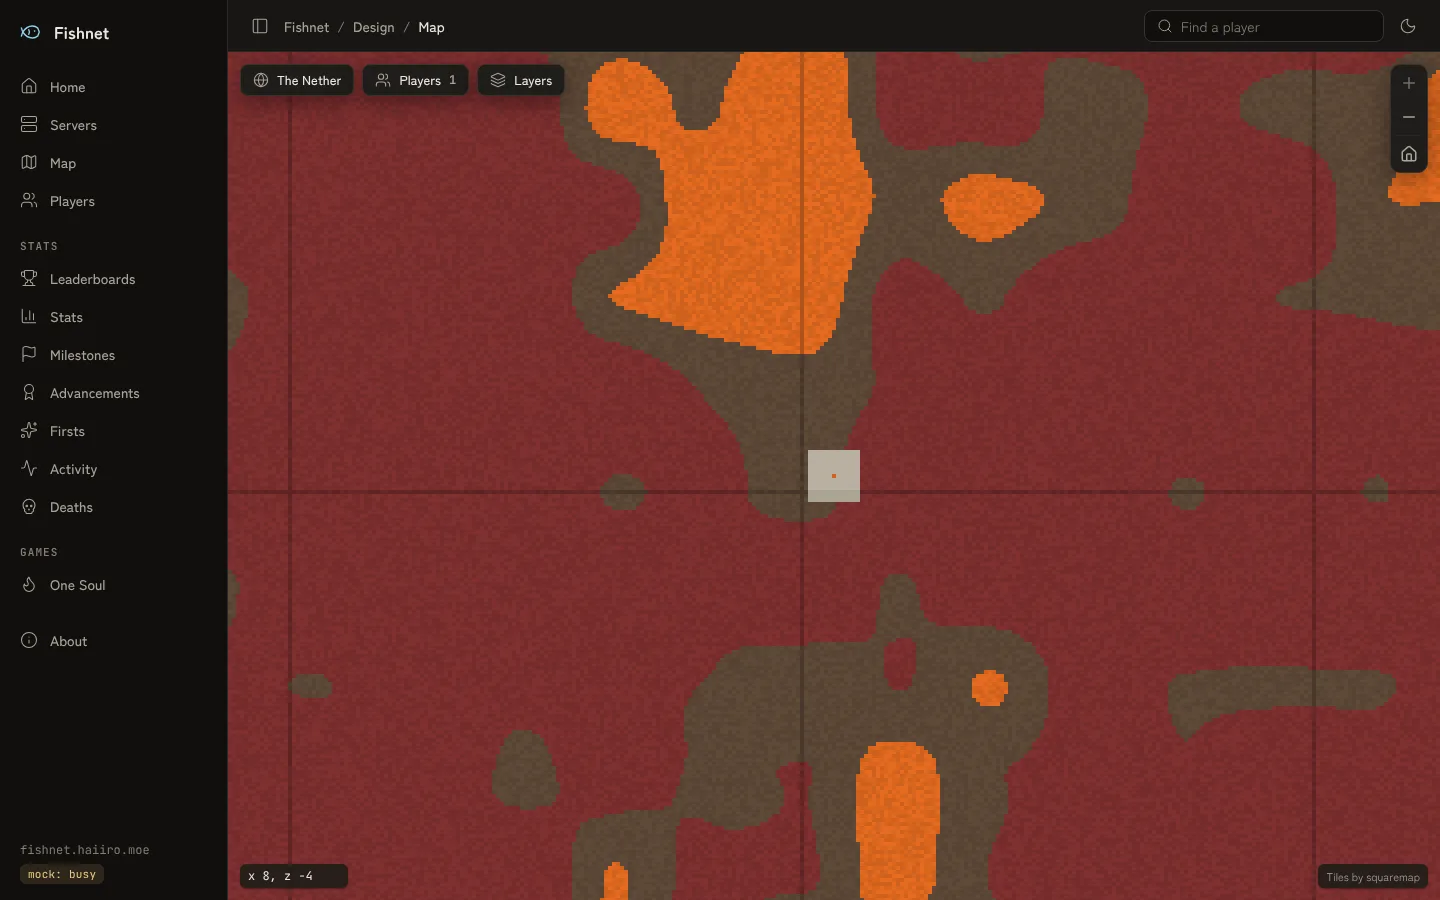 Fishnet
Home
Servers
Map
Players
STATS
Leaderboards
Stats
Milestones
Advancements
Firsts
Activity
Deaths
GAMES
One Soul
About
fishnet.haiiro.moe
mock: busy
Fishnet / Design / Map
Find a player
The Nether
Players 1
Layers
x 8, z -4
Tiles by squaremap